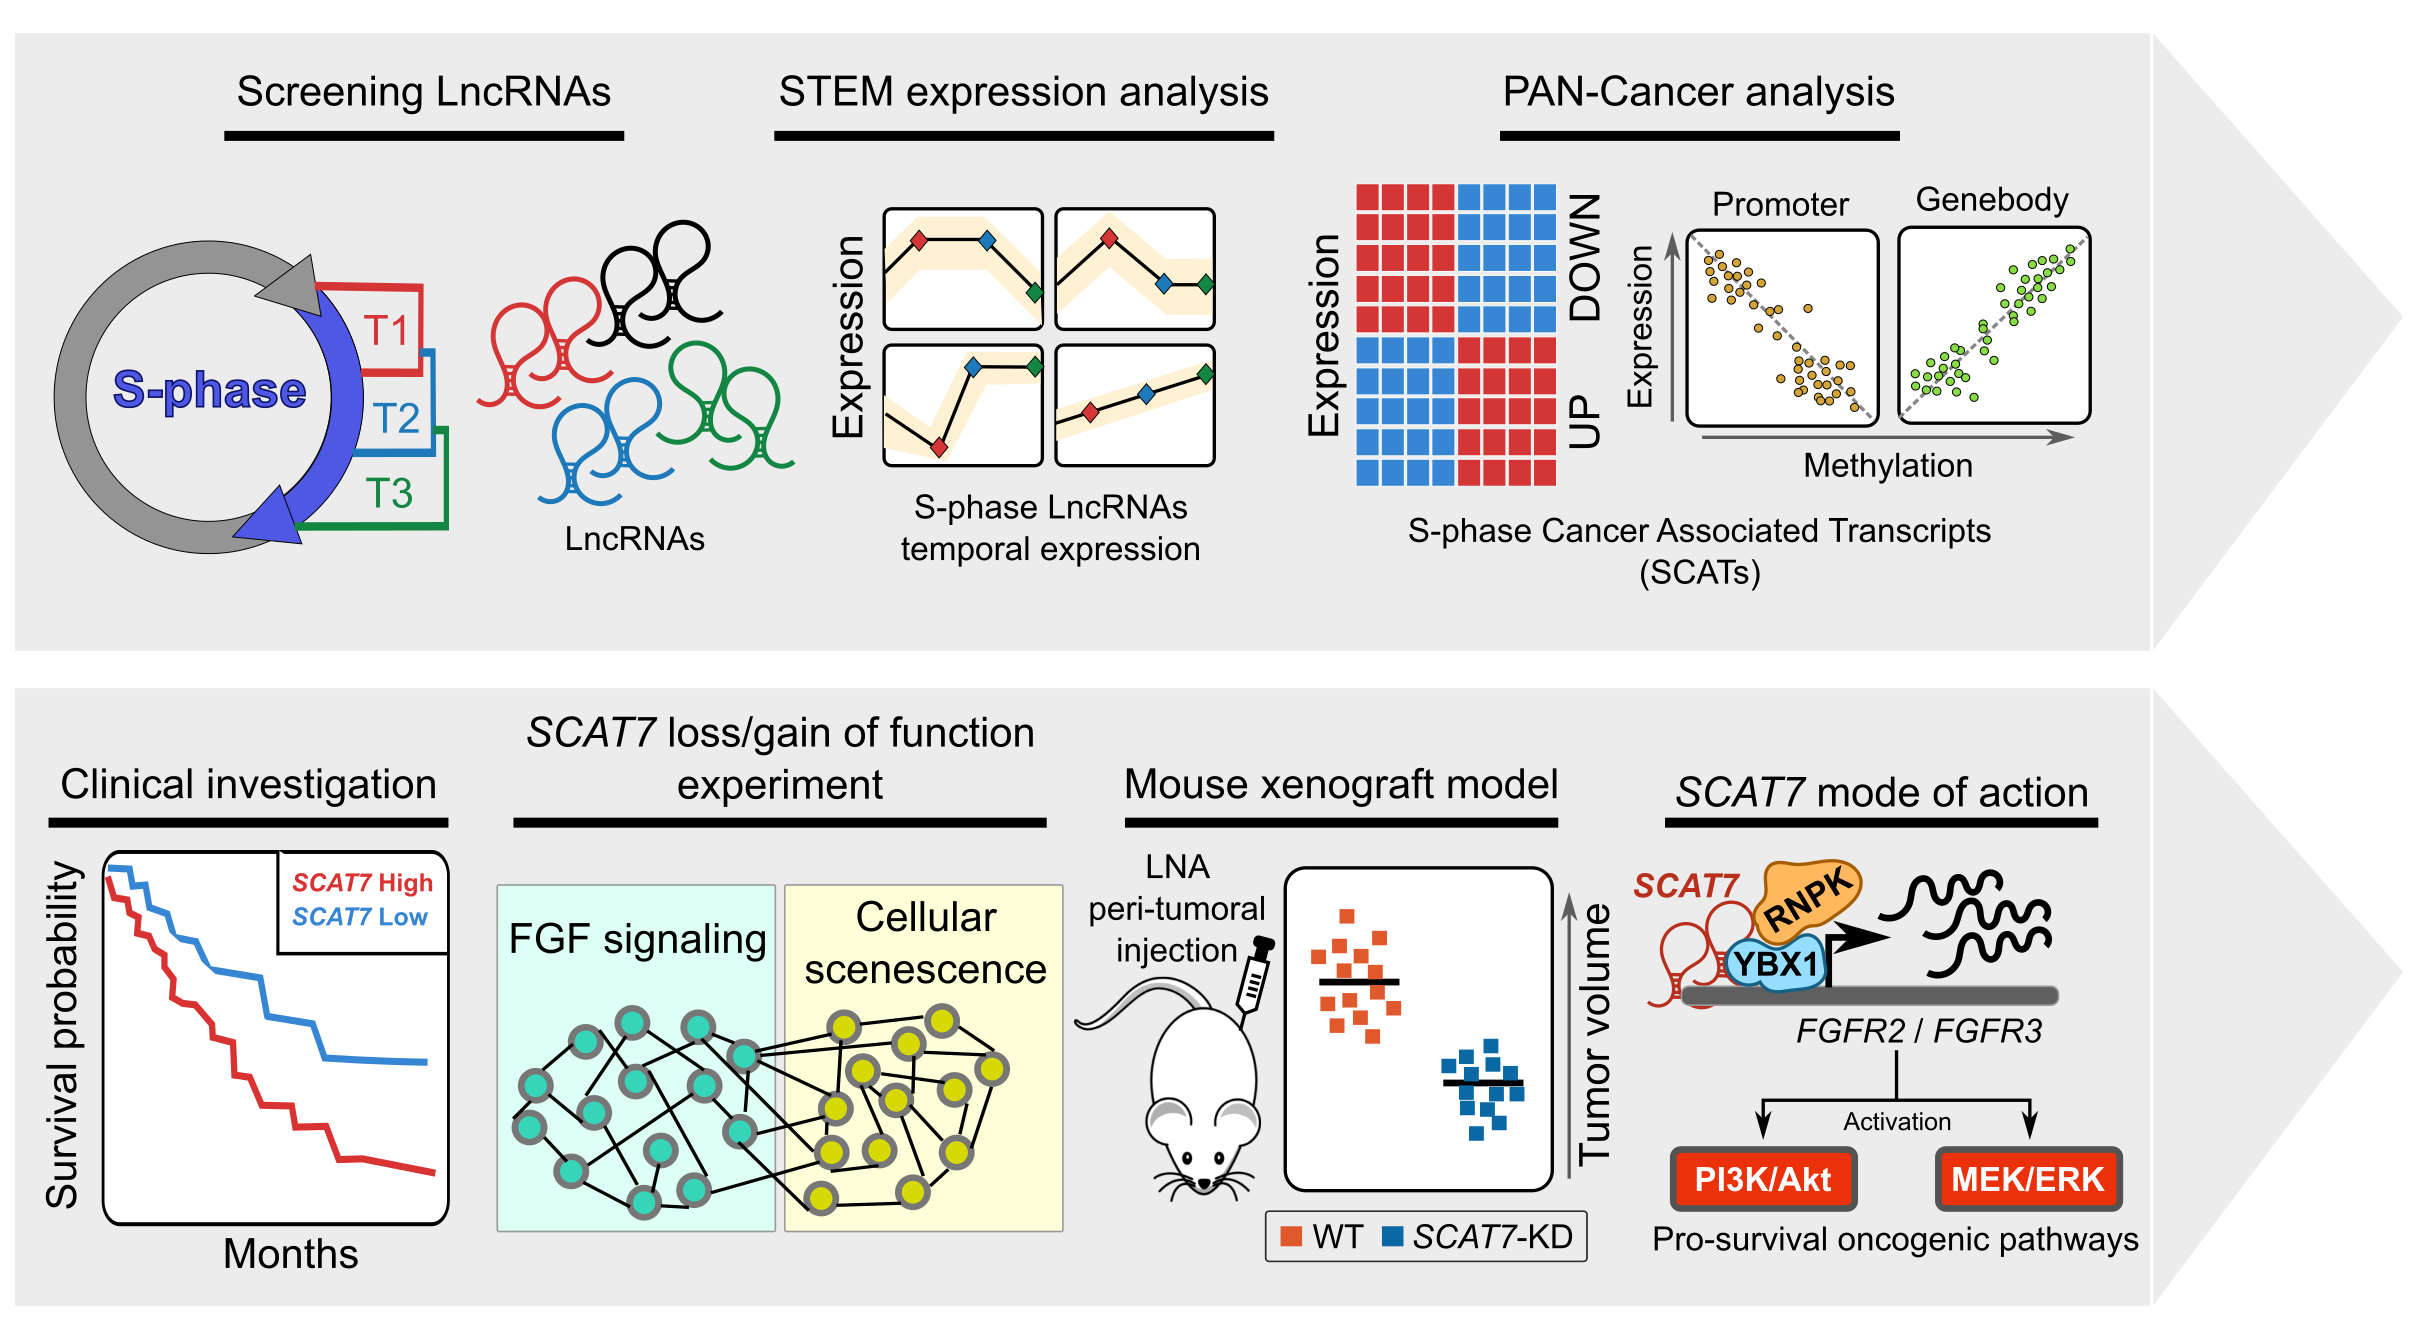 Screening LncRNAs
S-phase
T1
T2
T3
LncRNAs
STEM expression analysis
Expression
S-phase LncRNAs
temporal expression
PAN-Cancer analysis
Expression
DOWN
UP
Promoter
Genebody
Expression
Methylation
S-phase Cancer Associated Transcripts
(SCATs)
Clinical investigation
Survival probability
SCAT7 High
SCAT7 Low
Months
SCAT7 loss/gain of function
experiment
FGF signaling
Cellular
scenescence
Mouse xenograft model
LNA
peri-tumoral
injection
Tumor volume
WT
SCAT7-KD
SCAT7 mode of action
SCAT7
RNPK
YBX1
FGFR2 / FGFR3
Activation
PI3K/Akt
MEK/ERK
Pro-survival oncogenic pathways